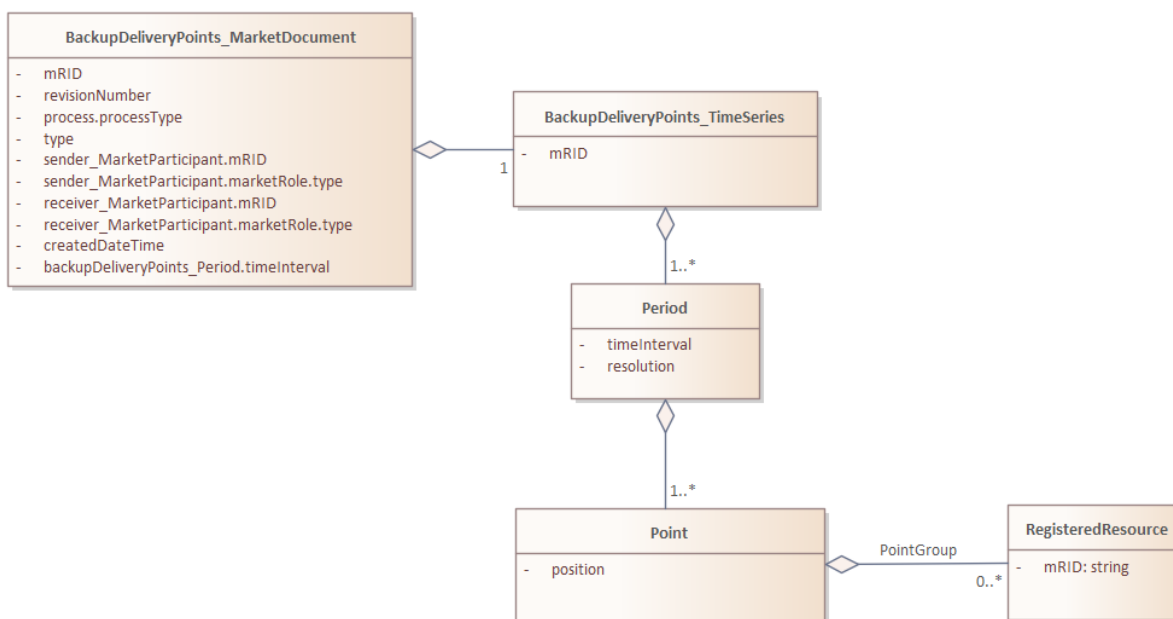 BackupDeliveryPoints_MarketDocument
- mRID
- revisionNumber
- process.processType
- type
- sender_MarketParticipant.mRID
- sender_MarketParticipant.marketRole.type
- receiver_MarketParticipant.mRID
- receiver_MarketParticipant.marketRole.type
- createdDateTime
- backupDeliveryPoints_Period.timeInterval
BackupDeliveryPoints_TimeSeries
- mRID
1
1..*
Period
- timeInterval
- resolution
1..*
Point
- position
PointGroup
0..*
RegisteredResource
- mRID: string